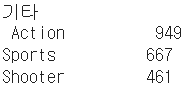 기타
Action 949
Sports 667
Shooter 461